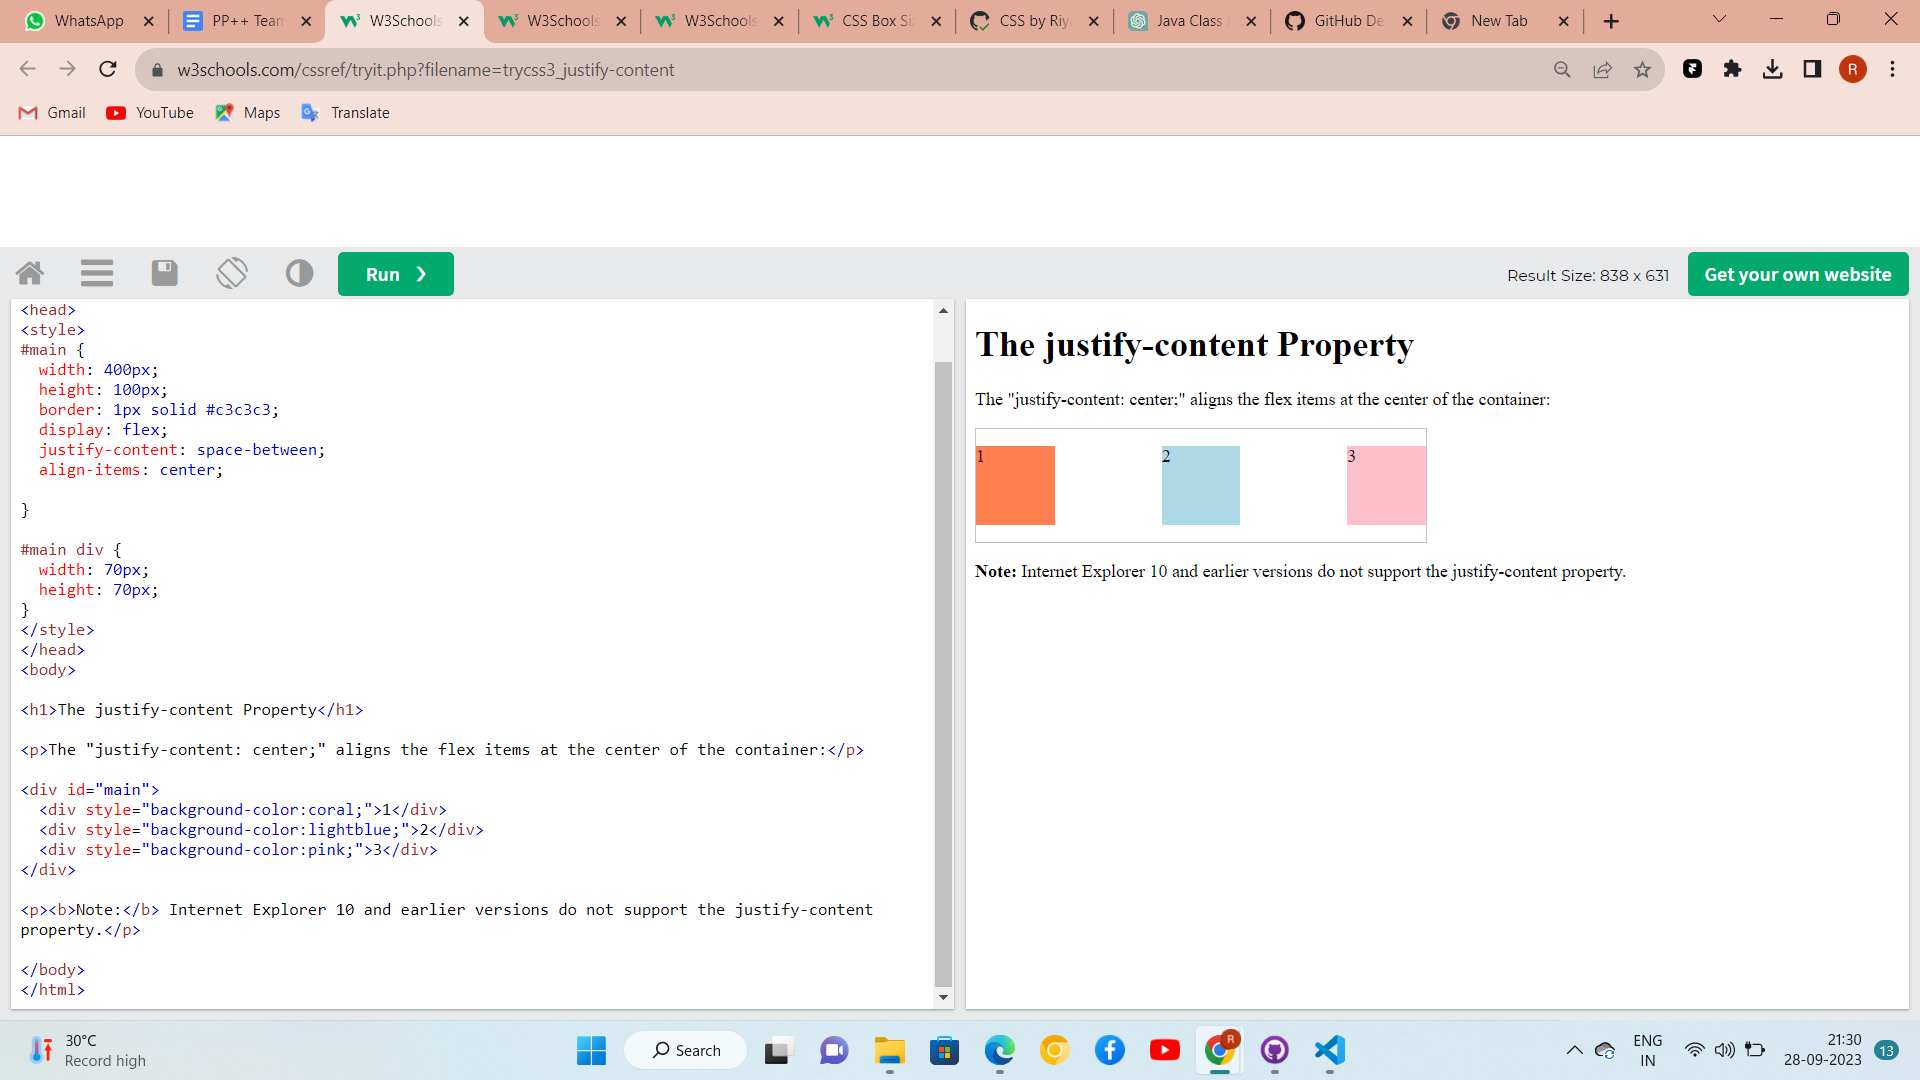 WhatsApp
PP++ Team
W3Schools
W3Schools
W3Schools
CSS Box Si
CSS by Riy
Java Class
GitHub De
New Tab
w3schools.com/cssref/tryit.php?filename=trycss3_justify-content
R
Gmail
YouTube
Maps
Translate
Run ❯
Result Size: 838 x 631
Get your own website
<head>
<style>
#main {
  width: 400px;
  height: 100px;
  border: 1px solid #c3c3c3;
  display: flex;
  justify-content: space-between;
  align-items: center;
}
#main div {
  width: 70px;
  height: 70px;
}
</style>
</head>
<body>
<h1>The justify-content Property</h1>
<p>The "justify-content: center;" aligns the flex items at the center of the container:</p>
<div id="main">
  <div style="background-color:coral;">1</div>
  <div style="background-color:lightblue;">2</div>
  <div style="background-color:pink;">3</div>
</div>
<p><b>Note:</b> Internet Explorer 10 and earlier versions do not support the justify-content
property.</p>
</body>
</html>
The justify-content Property
The "justify-content: center;" aligns the flex items at the center of the container:
1 2 3
Note: Internet Explorer 10 and earlier versions do not support the justify-content property.
30°C
Record high
Search
R
ENG
IN
21:30
28-09-2023
13